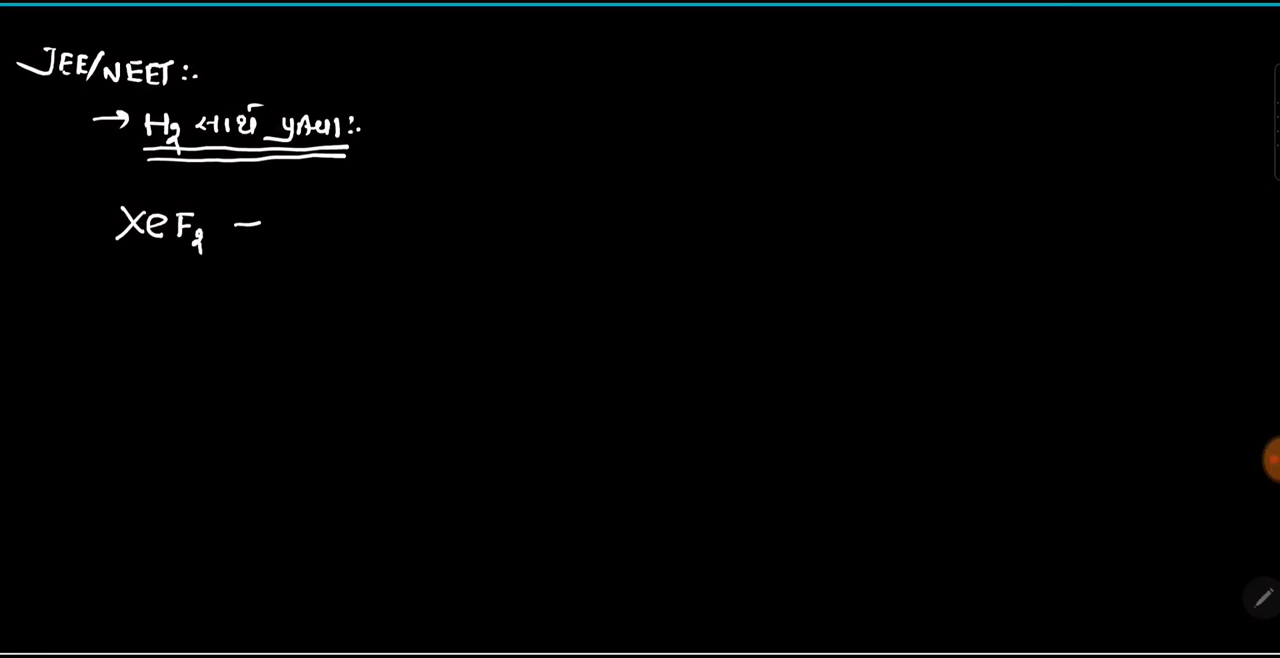 JEE/NEET :-
→ H₂ સાથે પ્રક્રિયા :-
XeF₂ -